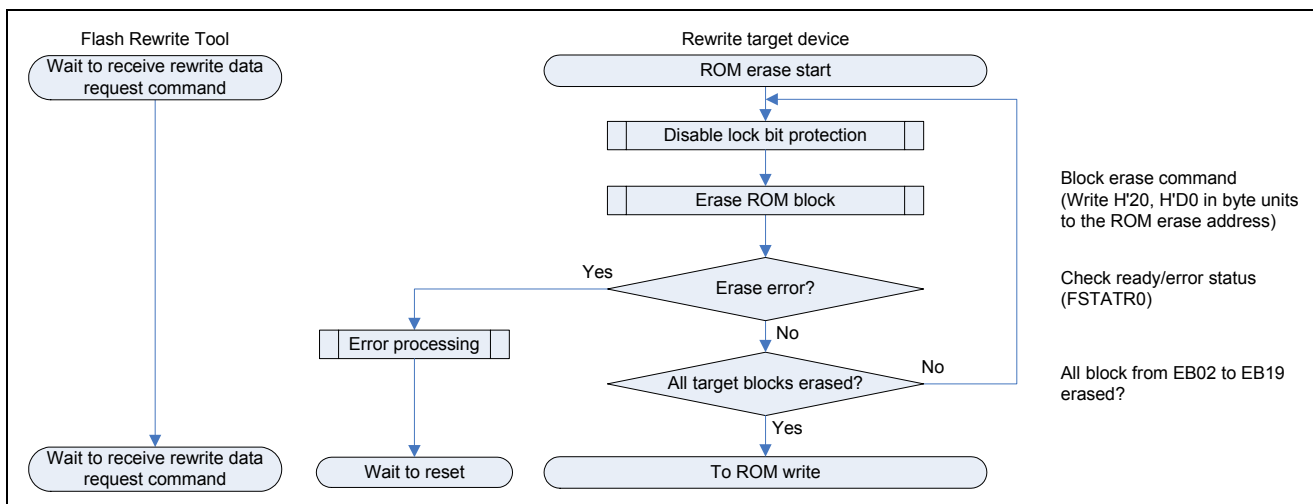 Flash Rewrite Tool
Wait to receive rewrite data
request command
Rewrite target device
ROM erase start
Disable lock bit protection
Erase ROM block
Block erase command
(Write H'20, H'D0 in byte units
to the ROM erase address)
Yes
Erase error?
Check ready/error status
(FSTATR0)
No
Error processing
All target blocks erased?
No
All block from EB02 to EB19
erased?
Yes
Wait to receive rewrite data
request command
Wait to reset
To ROM write